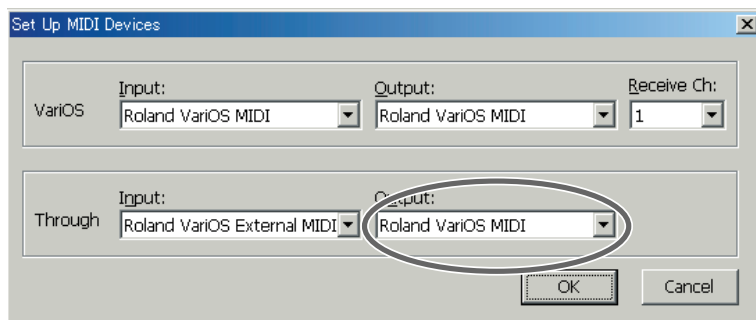 Set Up MIDI Devices
Input: Output: Receive Ch:
VariOS Roland VariOS MIDI Roland VariOS MIDI 1
Input: Output:
Through Roland VariOS External MIDI Roland VariOS MIDI
OK Cancel